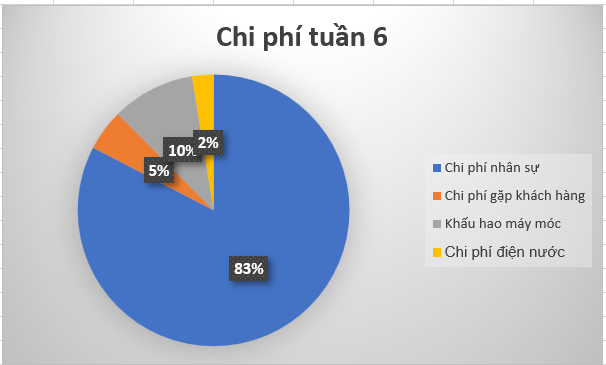 Chi phí tuần 6
2%
10%
5%
83%
Chi phí nhân sự
Chi phí gặp khách hàng
Khấu hao máy móc
Chi phí điện nước